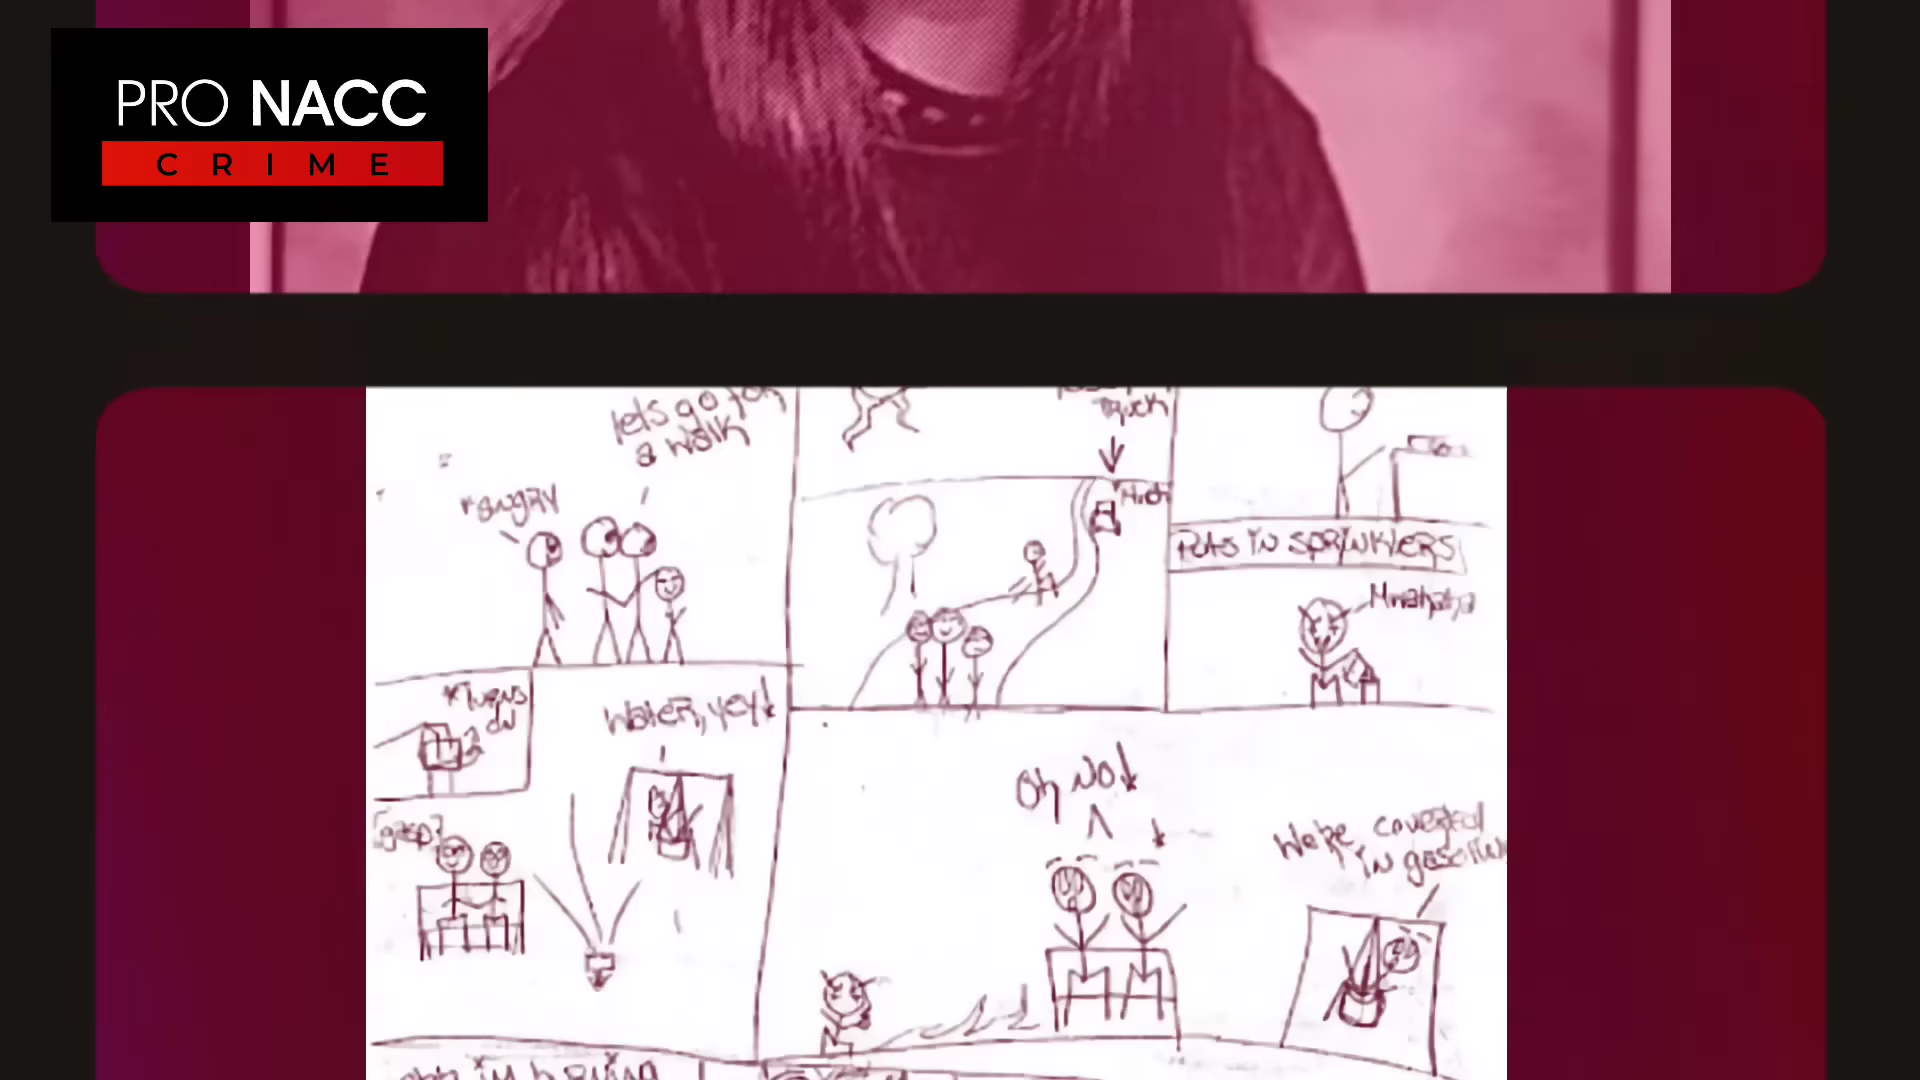 PRO NACC
CRIME
lets go for
a walk
Truck
PUTS IN SPRINKLERS
Mwahaha
*Turns
on
Water, yey!
[gasp]
Oh No!
We're covered
in gasoline